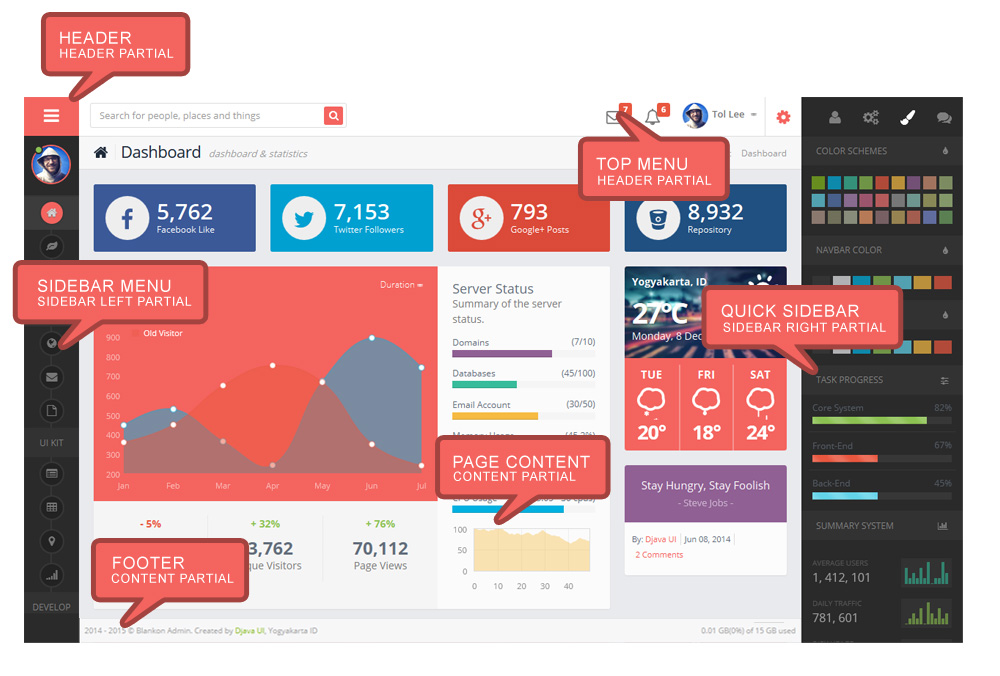 HEADER
HEADER PARTIAL
Search for people, places and things
7
6
Tol Lee
TOP MENU
HEADER PARTIAL
Dashboard dashboard & statistics
Dashboard
COLOR SCHEMES
5,762
Facebook Like
7,153
Twitter Followers
793
Google+ Posts
8,932
Repository
NAVBAR COLOR
SIDEBAR MENU
SIDEBAR LEFT PARTIAL
Duration
Old Visitor
900
800
700
600
500
400
300
200
Jan Feb Mar Apr May Jun Jul
Server Status
Summary of the server
status.
Domains (7/10)
Databases (45/100)
Email Account (30/50)
PAGE CONTENT
CONTENT PARTIAL
100
50
0
0 10 20 30 40
Yogyakarta, ID
27°C
Monday, 8 Dec
QUICK SIDEBAR
SIDEBAR RIGHT PARTIAL
TUE FRI SAT
20° 18° 24°
Stay Hungry, Stay Foolish
- Steve Jobs -
By: Djava UI Jun 08, 2014
2 Comments
TASK PROGRESS
Core System 82%
Front-End 67%
Back-End 45%
SUMMARY SYSTEM
AVERAGE USERS
1, 412, 101
DAILY TRAFFIC
781, 601
UI KIT
DEVELOP
- 5% + 32% + 76%
3,762 70,112
que Visitors Page Views
FOOTER
CONTENT PARTIAL
2014 - 2015 © Blankon Admin. Created by Djava UI, Yogyakarta ID
0.01 GB(0%) of 15 GB used